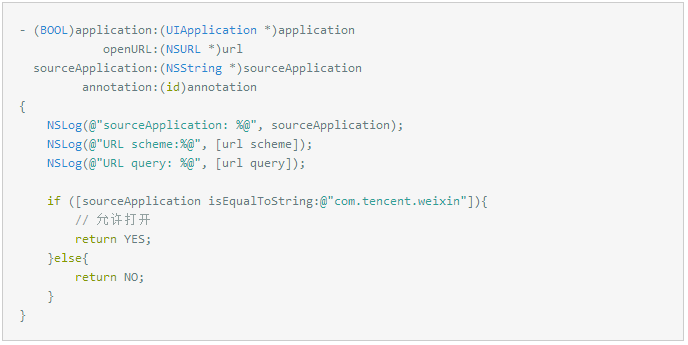 - (BOOL)application:(UIApplication *)application
            openURL:(NSURL *)url
  sourceApplication:(NSString *)sourceApplication
         annotation:(id)annotation
{
    NSLog(@"sourceApplication: %@", sourceApplication);
    NSLog(@"URL scheme:%@", [url scheme]);
    NSLog(@"URL query: %@", [url query]);

    if ([sourceApplication isEqualToString:@"com.tencent.weixin"]){
        // 允许打开
        return YES;
    }else{
        return NO;
    }
}